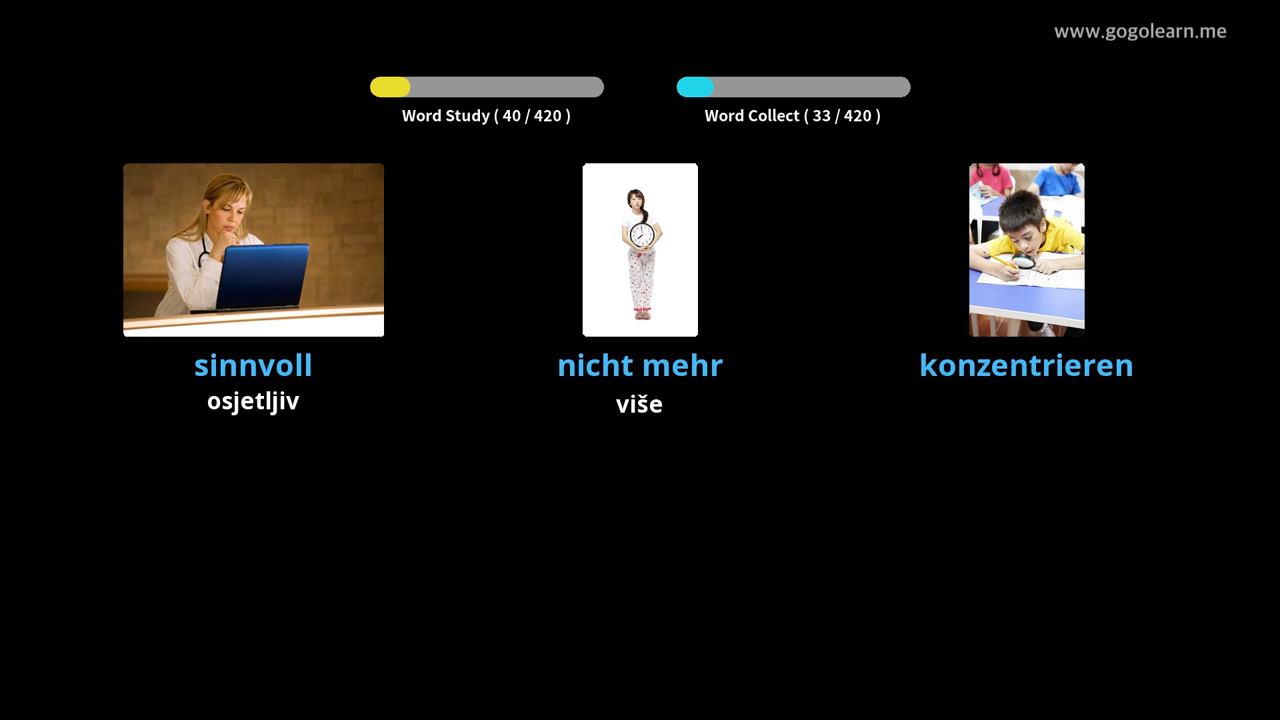 www.gogolearn.me
Word Study ( 40 / 420 )
Word Collect ( 33 / 420 )
sinnvoll
osjetljiv
nicht mehr
više
konzentrieren